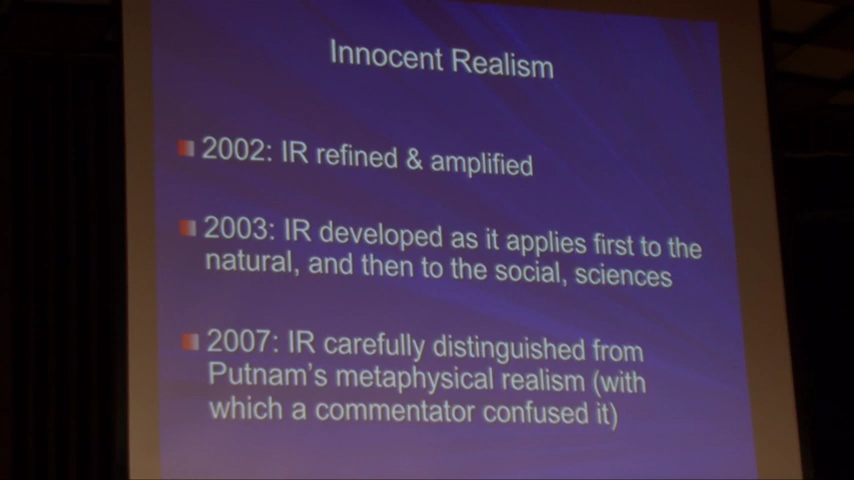 Innocent Realism
2002: IR refined & amplified
2003: IR developed as it applies first to the
natural, and then to the social, sciences
2007: IR carefully distinguished from
Putnam's metaphysical realism (with
which a commentator confused it)